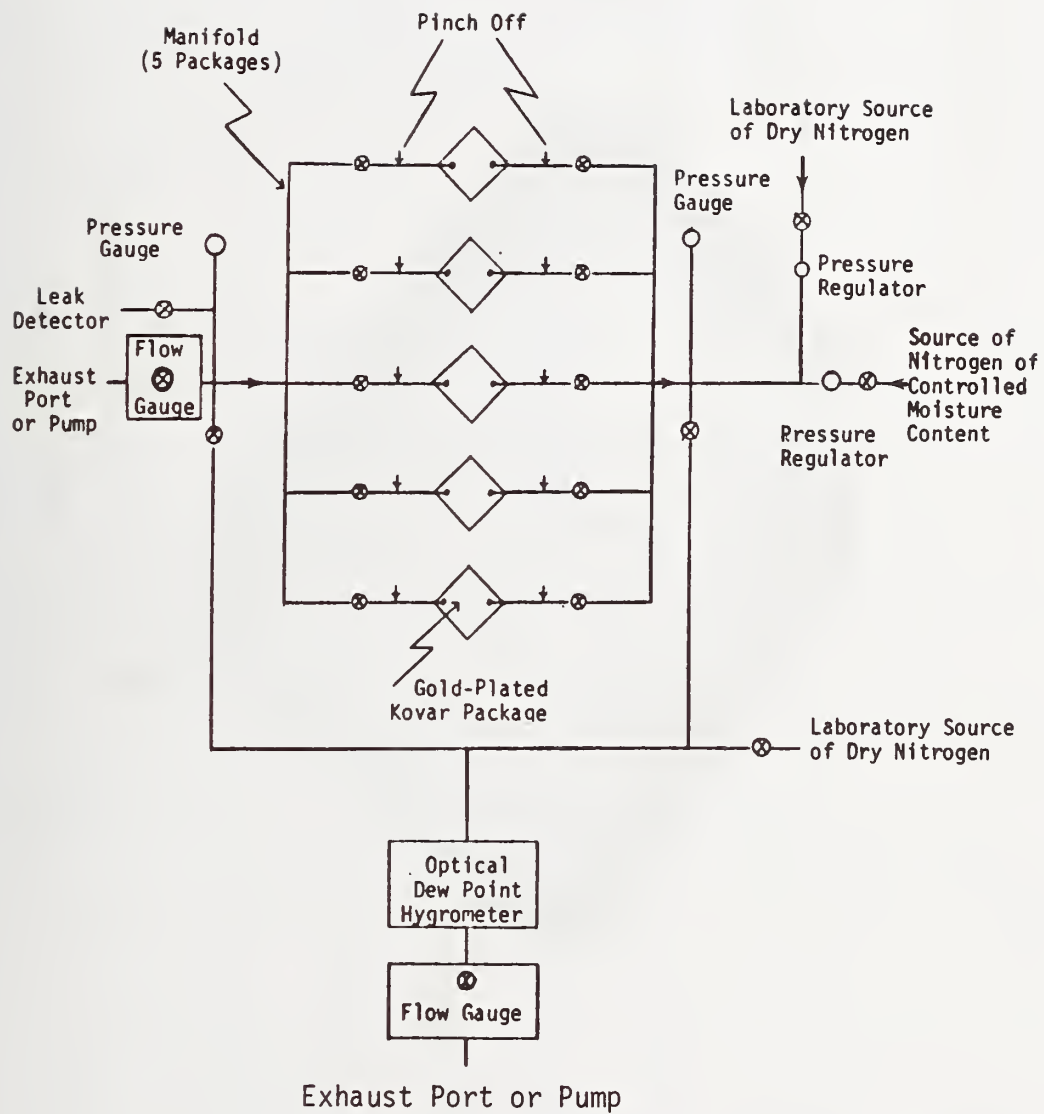 Pinch Off
Manifold
(5 Packages)
Laboratory Source
of Dry Nitrogen
Pressure
Gauge
Pressure
Gauge
Pressure
Regulator
Leak
Detector
Flow
Gauge
Exhaust
Port
or Pump
Source of
Nitrogen of
Controlled
Moisture
Content
Pressure
Regulator
Gold-Plated
Kovar Package
Laboratory Source
of Dry Nitrogen
Optical
Dew Point
Hygrometer
Flow Gauge
Exhaust Port or Pump